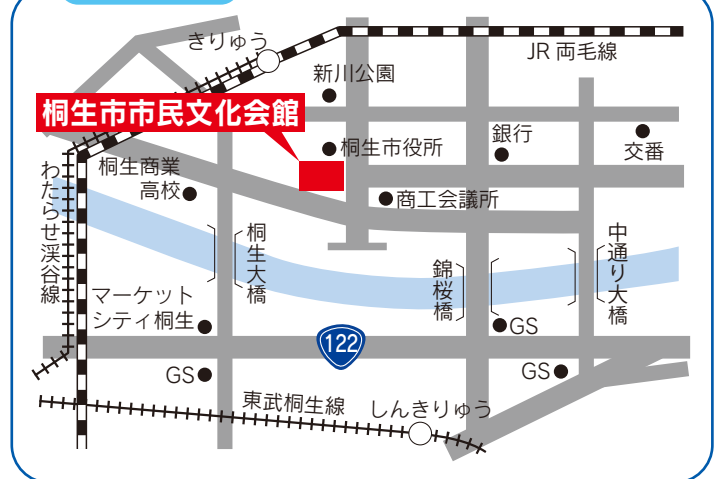 きりゅう
JR 両毛線
新川公園
桐生市市民文化会館
桐生市役所
銀行
交番
桐生商業
高校
商工会議所
わたらせ渓谷線
桐生大橋
錦桜橋
中通り大橋
マーケット
シティ桐生
GS
122
GS
GS
東武桐生線
しんきりゅう